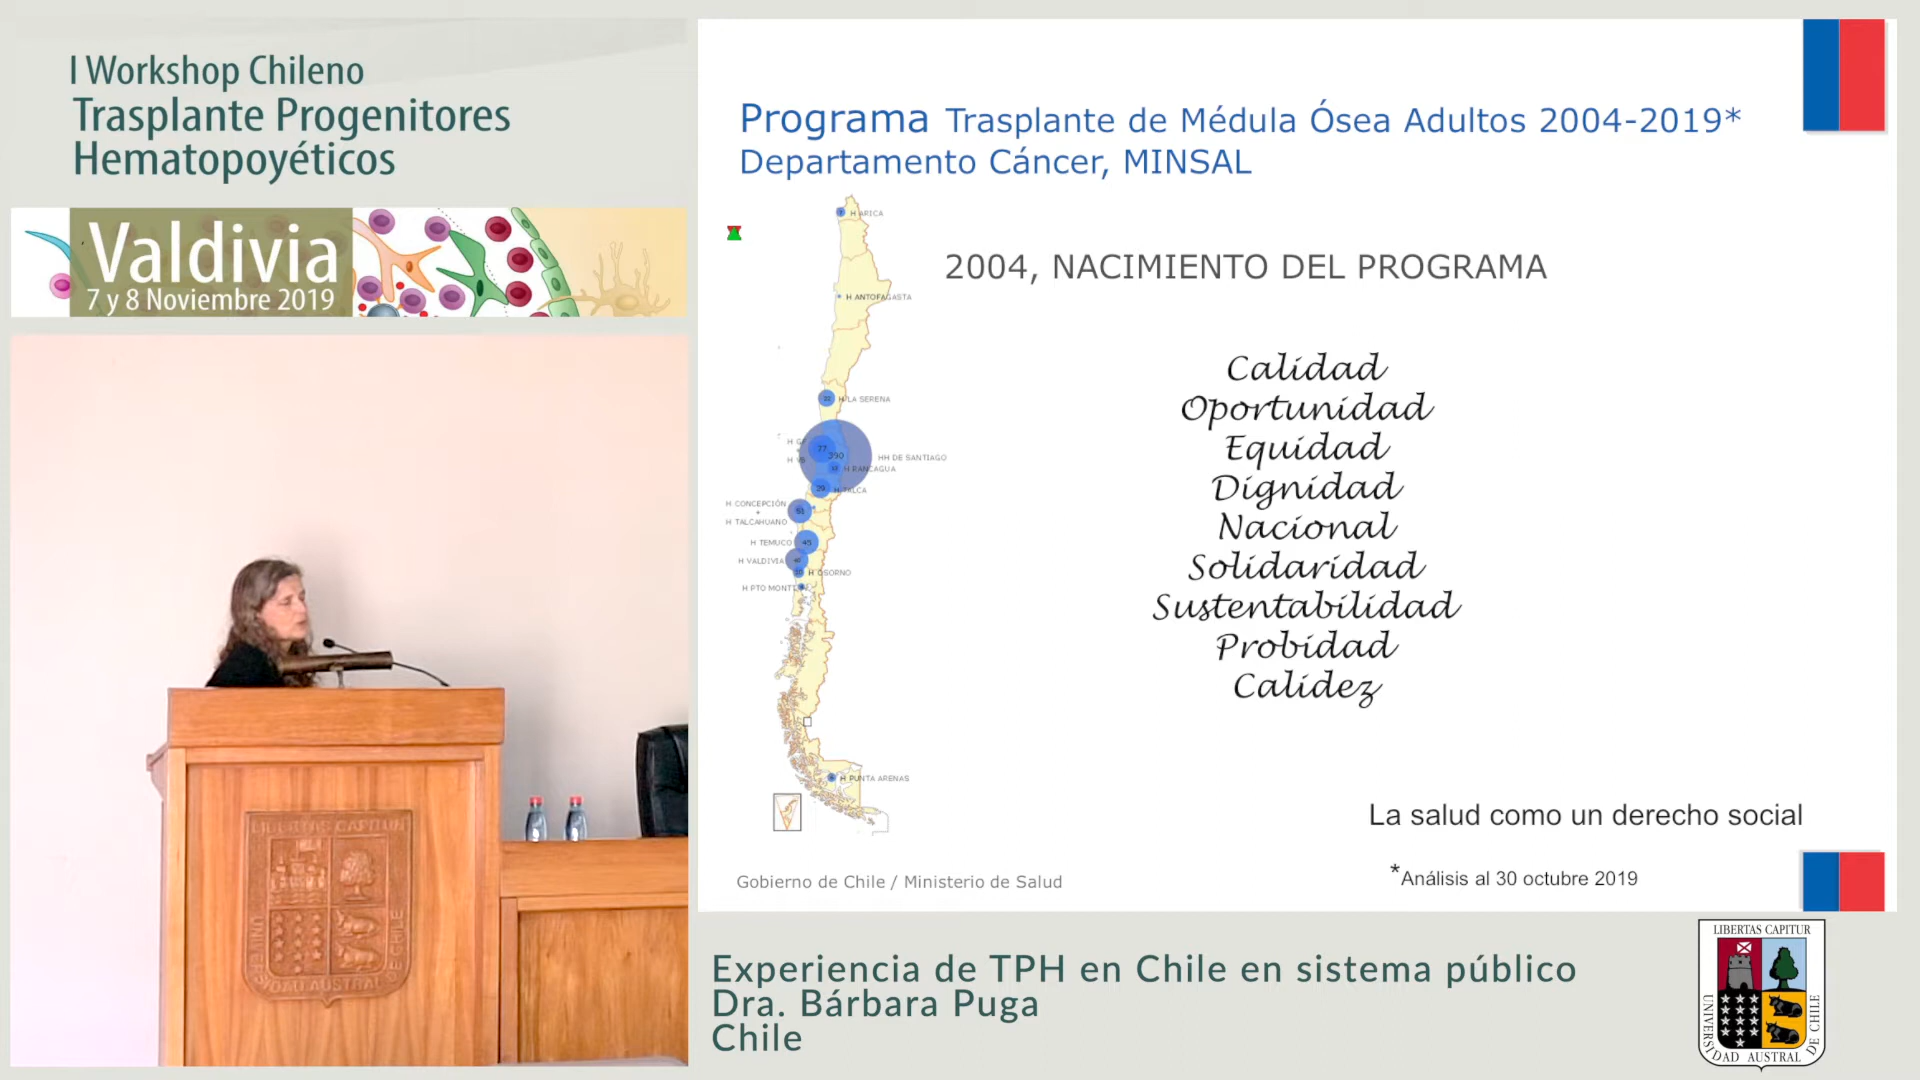 I Workshop Chileno
Trasplante Progenitores
Hematopoyéticos
Valdivia
7 y 8 Noviembre 2019
Programa Trasplante de Médula Ósea Adultos 2004-2019*
Departamento Cáncer, MINSAL
2004, NACIMIENTO DEL PROGRAMA
H ARICA
H ANTOFAGASTA
H LA SERENA
77
390
HH DE SANTIAGO
H RANCAGUA
29
H TALCA
H CONCEPCIÓN
H TALCAHUANO
H TEMUCO
45
H VALDIVIA
H OSORNO
H PTO MONTT
H PUNTA ARENAS
Calidad
Oportunidad
Equidad
Dignidad
Nacional
Solidaridad
Sustentabilidad
Probidad
Calidez
La salud como un derecho social
*Análisis al 30 octubre 2019
Gobierno de Chile / Ministerio de Salud
Experiencia de TPH en Chile en sistema público
Dra. Bárbara Puga
Chile
LIBERTAS CAPITUR
UNIVERSIDAD AUSTRAL DE CHILE